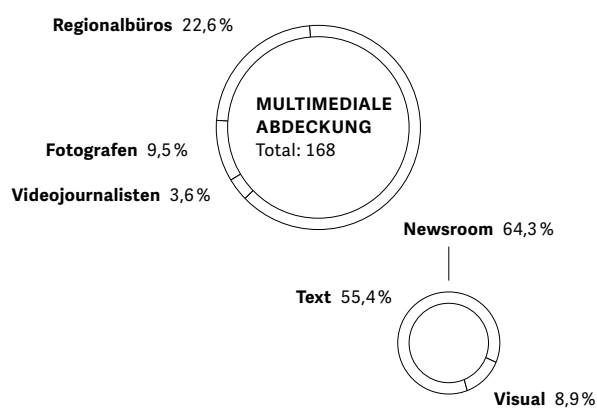 Regionalbüros 22,6%
MULTIMEDIALE
ABDECKUNG
Total: 168
Fotografen 9,5%
Videojournalisten 3,6%
Newsroom 64,3%
Text 55,4%
Visual 8,9%